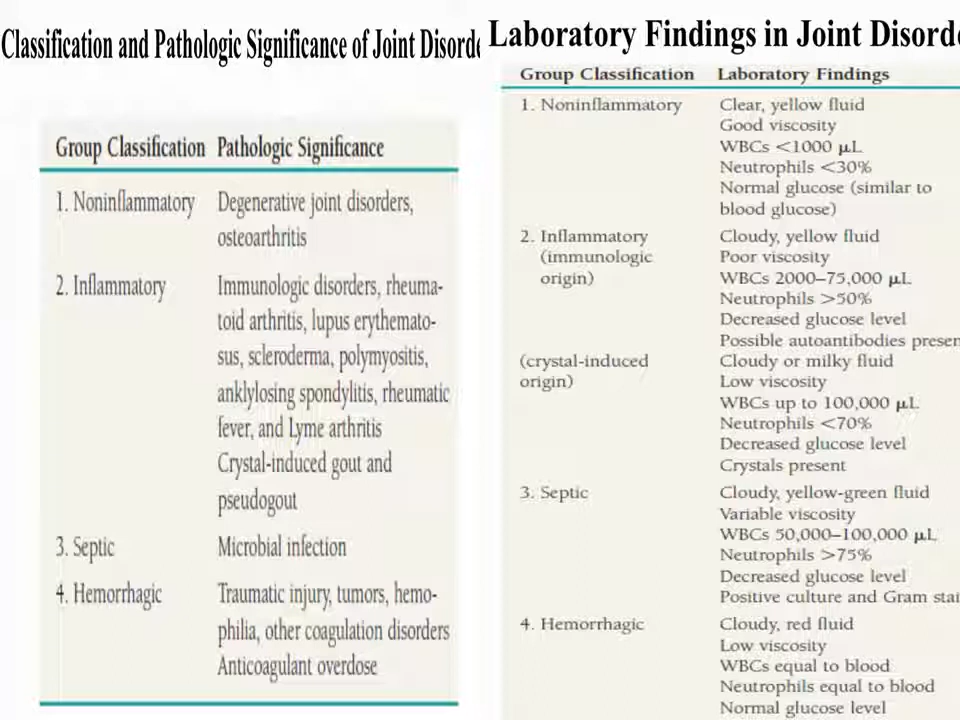 Classification and Pathologic Significance of Joint Disorde
Group Classification Pathologic Significance
1. Noninflammatory Degenerative joint disorders,
osteoarthritis
2. Inflammatory Immunologic disorders, rheuma-
toid arthritis, lupus erythemato-
sus, scleroderma, polymyositis,
anklylosing spondylitis, rheumatic
fever, and Lyme arthritis
Crystal-induced gout and
pseudogout
3. Septic Microbial infection
4. Hemorrhagic Traumatic injury, tumors, hemo-
philia, other coagulation disorders
Anticoagulant overdose
Laboratory Findings in Joint Disorde
Group Classification Laboratory Findings
1. Noninflammatory Clear, yellow fluid
Good viscosity
WBCs <1000 μL
Neutrophils <30%
Normal glucose (similar to
blood glucose)
2. Inflammatory Cloudy, yellow fluid
(immunologic Poor viscosity
origin) WBCs 2000–75,000 μL
Neutrophils >50%
Decreased glucose level
Possible autoantibodies presen
(crystal-induced Cloudy or milky fluid
origin) Low viscosity
WBCs up to 100,000 μL
Neutrophils <70%
Decreased glucose level
Crystals present
3. Septic Cloudy, yellow-green fluid
Variable viscosity
WBCs 50,000–100,000 μL
Neutrophils >75%
Decreased glucose level
Positive culture and Gram stai
4. Hemorrhagic Cloudy, red fluid
Low viscosity
WBCs equal to blood
Neutrophils equal to blood
Normal glucose level